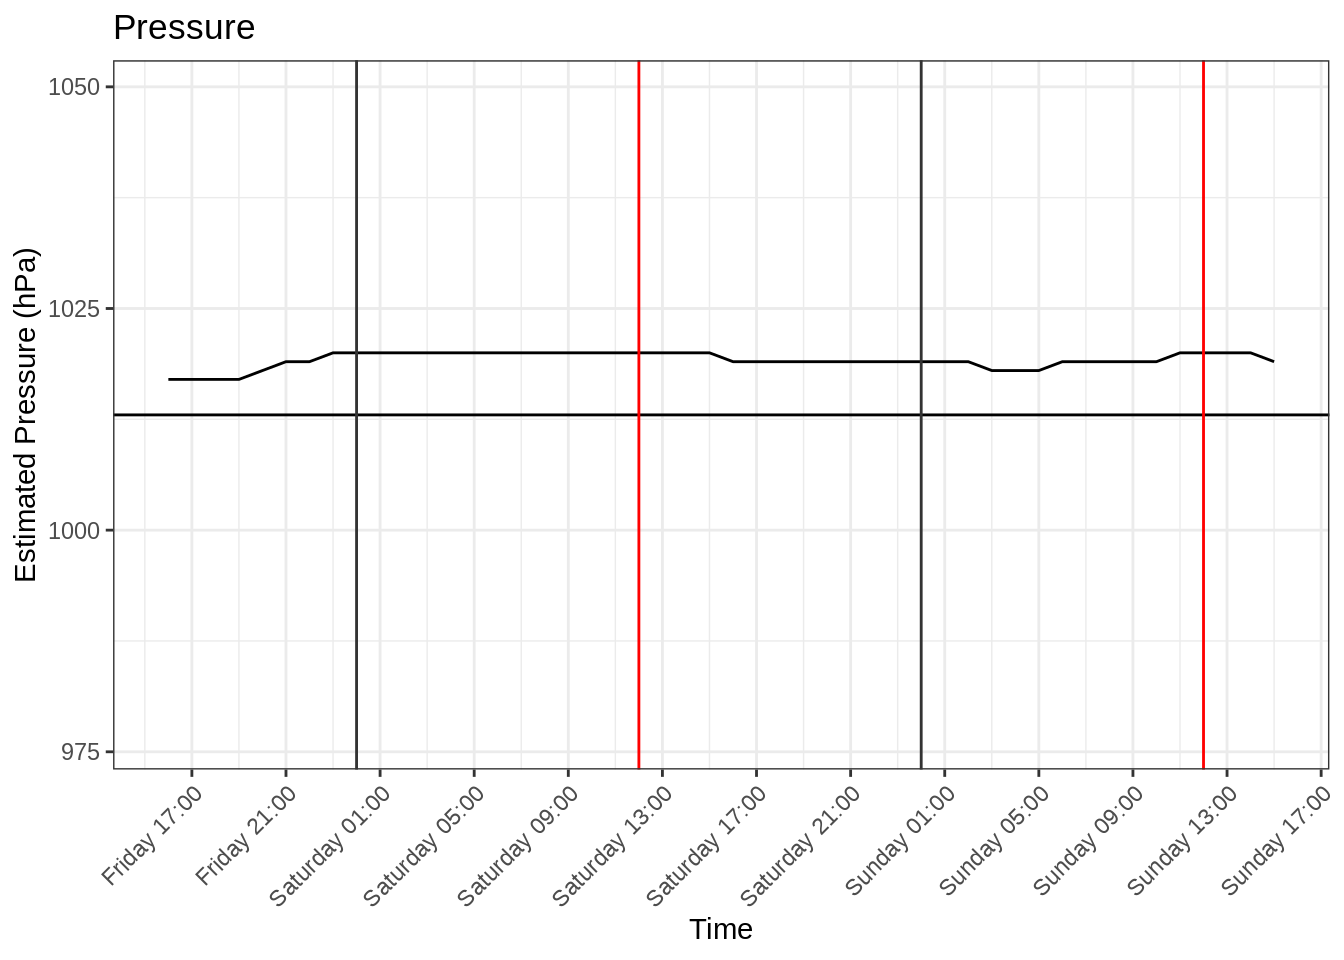 Pressure
Estimated Pressure (hPa)
1050
1025
1000
975
Friday 17:00
Friday 21:00
Saturday 01:00
Saturday 05:00
Saturday 09:00
Saturday 13:00
Saturday 17:00
Saturday 21:00
Sunday 01:00
Sunday 05:00
Sunday 09:00
Sunday 13:00
Sunday 17:00
Time